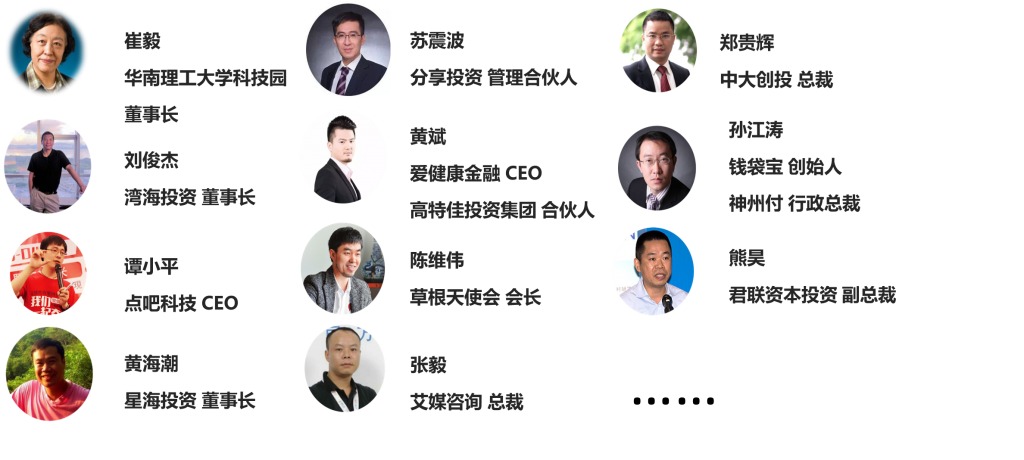 崔毅
华南理工大学科技园
董事长
苏震波
分享投资 管理合伙人
郑贵辉
中大创投 总裁
刘俊杰
湾海投资 董事长
黄斌
爱健康金融 CEO
高特佳投资集团 合伙人
孙江涛
钱袋宝 创始人
神州付 行政总裁
谭小平
点吧科技 CEO
陈维伟
草根天使会 会长
熊昊
君联资本投资 副总裁
黄海潮
星海投资 董事长
张毅
艾媒咨询 总裁
……
我们